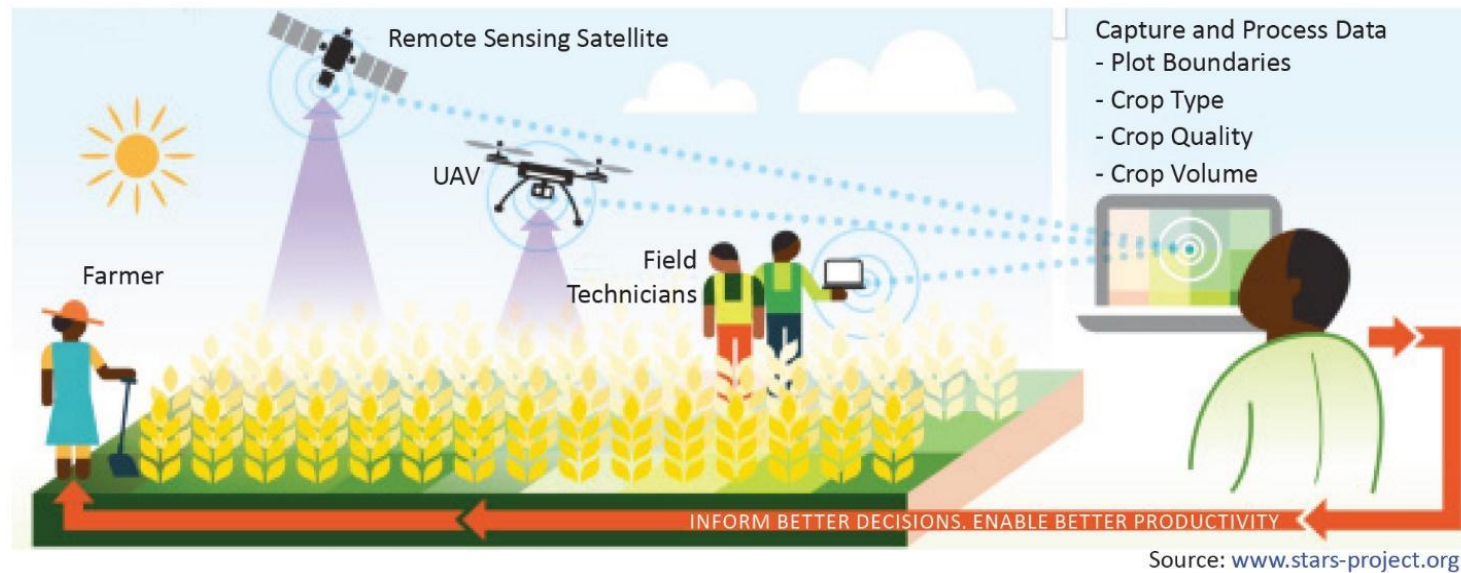 Remote Sensing Satellite
UAV
Farmer
Field
Technicians
Capture and Process Data
- Plot Boundaries
- Crop Type
- Crop Quality
- Crop Volume
INFORM BETTER DECISIONS. ENABLE BETTER PRODUCTIVITY
Source: www.stars-project.org